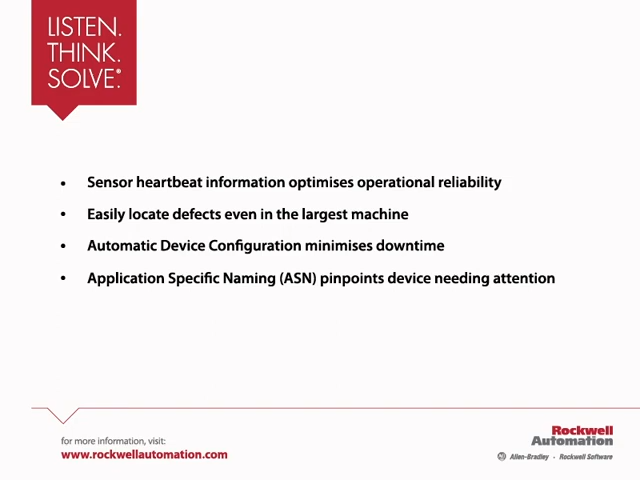 LISTEN.
THINK.
SOLVE.®
• Sensor heartbeat information optimises operational reliability
• Easily locate defects even in the largest machine
• Automatic Device Configuration minimises downtime
• Application Specific Naming (ASN) pinpoints device needing attention
for more information, visit:
www.rockwellautomation.com
Rockwell
Automation
Allen-Bradley • Rockwell Software